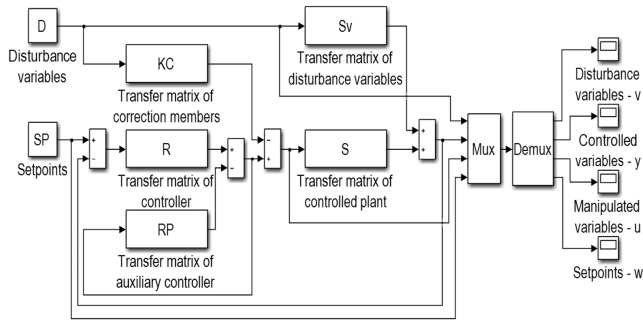 D
Disturbance
variables
KC
Transfer matrix of
correction members
Sv
Transfer matrix of
disturbance variables
SP
Setpoints
+
−
R
Transfer matrix of
controller
+
−
−
+
S
Transfer matrix of
controlled plant
+
+
RP
Transfer matrix of
auxiliary controller
Mux
Demux
Disturbance
variables - v
Controlled
variables - y
Manipulated
variables - u
Setpoints - w